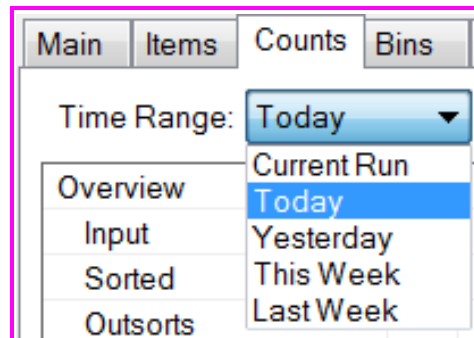 Main Items Counts Bins
Time Range: Today
Current Run
Overview Today
Input Yesterday
Sorted This Week
Outsorts Last Week